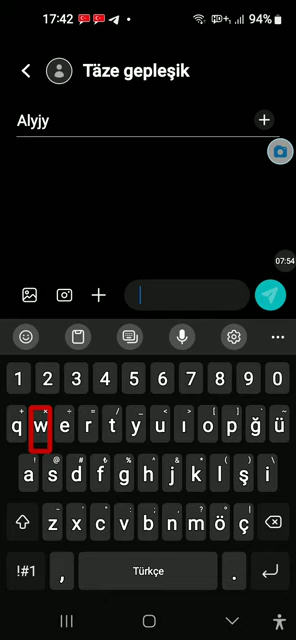 17:42 94%
Täze gepleşik
Alyjy
07:54
1 2 3 4 5 6 7 8 9 0
q w e r t y u ı o p ğ ü
a s d f g h j k l ş i
z x c v b n m ö ç
!#1 , Türkçe .